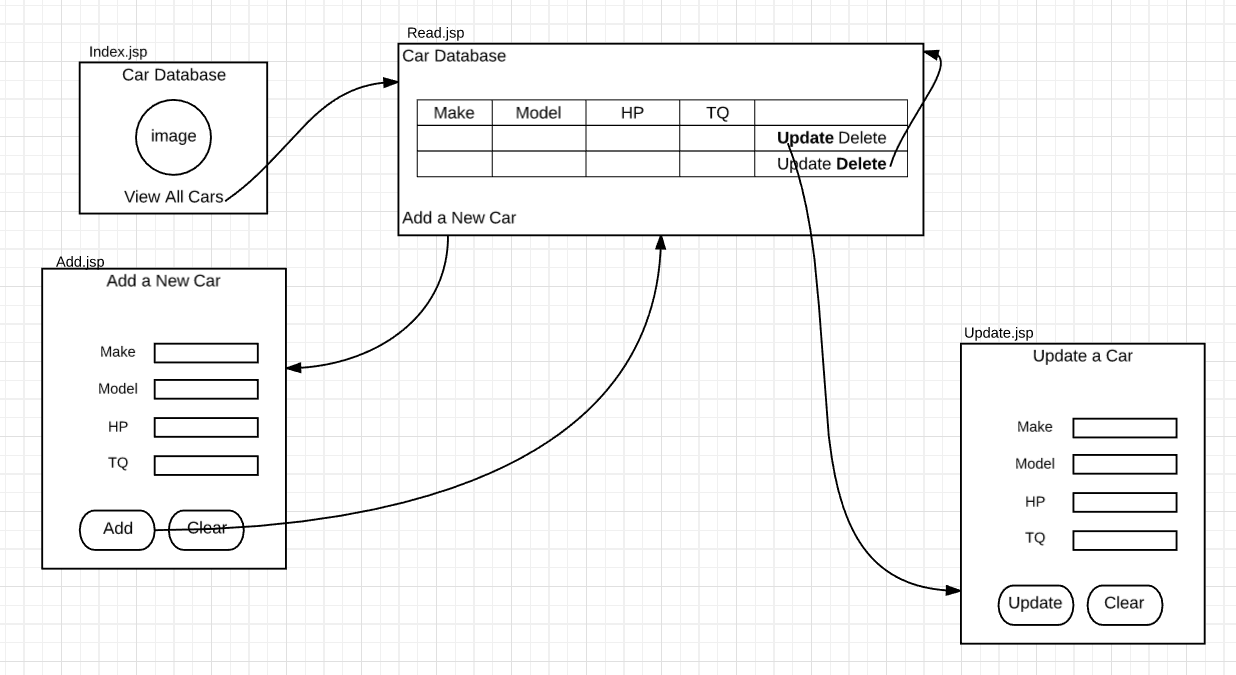 Index.jsp
Car Database
image
View All Cars
Read.jsp
Car Database
Make Model HP TQ
Update Delete
Update Delete
Add a New Car
Add.jsp
Add a New Car
Make
Model
HP
TQ
Add Clear
Update.jsp
Update a Car
Make
Model
HP
TQ
Update Clear